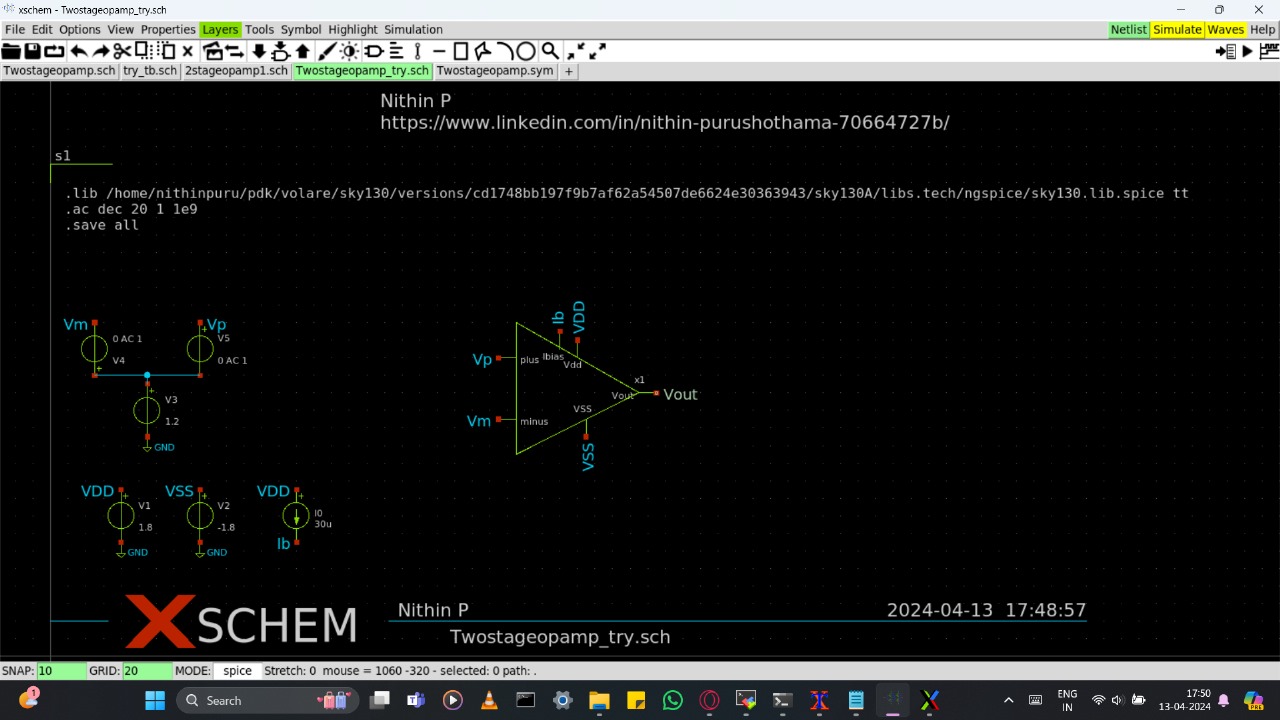 xschem - Twostageopamp_try.sch
File Edit Options View Properties Layers Tools Symbol Highlight Simulation Netlist Simulate Waves Help
Twostageopamp.sch try_tb.sch 2stageopamp1.sch Twostageopamp_try.sch Twostageopamp.sym +
Nithin P
https://www.linkedin.com/in/nithin-purushothama-70664727b/
s1
.lib /home/nithinpuru/pdk/volare/sky130/versions/cd1748bb197f9b7af62a54507de6624e30363943/sky130A/libs.tech/ngspice/sky130.lib.spice tt
.ac dec 20 1 1e9
.save all
Vm
0 AC 1
V4
Vp
V5
0 AC 1
V3
1.2
GND
VDD
V1
1.8
GND
VSS
V2
-1.8
GND
VDD
I0
30u
Ib
Ib
VDD
Vp
plus
Ibias
Vdd
x1
Vout
Vout
VSS
Vm
minus
VSS
XSCHEM
Nithin P
2024-04-13 17:48:57
Twostageopamp_try.sch
SNAP: 10 GRID: 20 MODE: spice Stretch: 0 mouse = 1060 -320 - selected: 0 path: .
1
Search
ENG
IN
17:50
13-04-2024
PRE